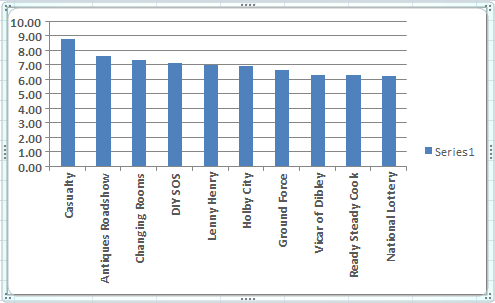 10.00
9.00
8.00
7.00
6.00
5.00
4.00
3.00
2.00
1.00
0.00
Casualty
Antiques Roadshow
Changing Rooms
DIY SOS
Lenny Henry
Holby City
Ground Force
Vicar of Dibley
Ready Steady Cook
National Lottery
Series1